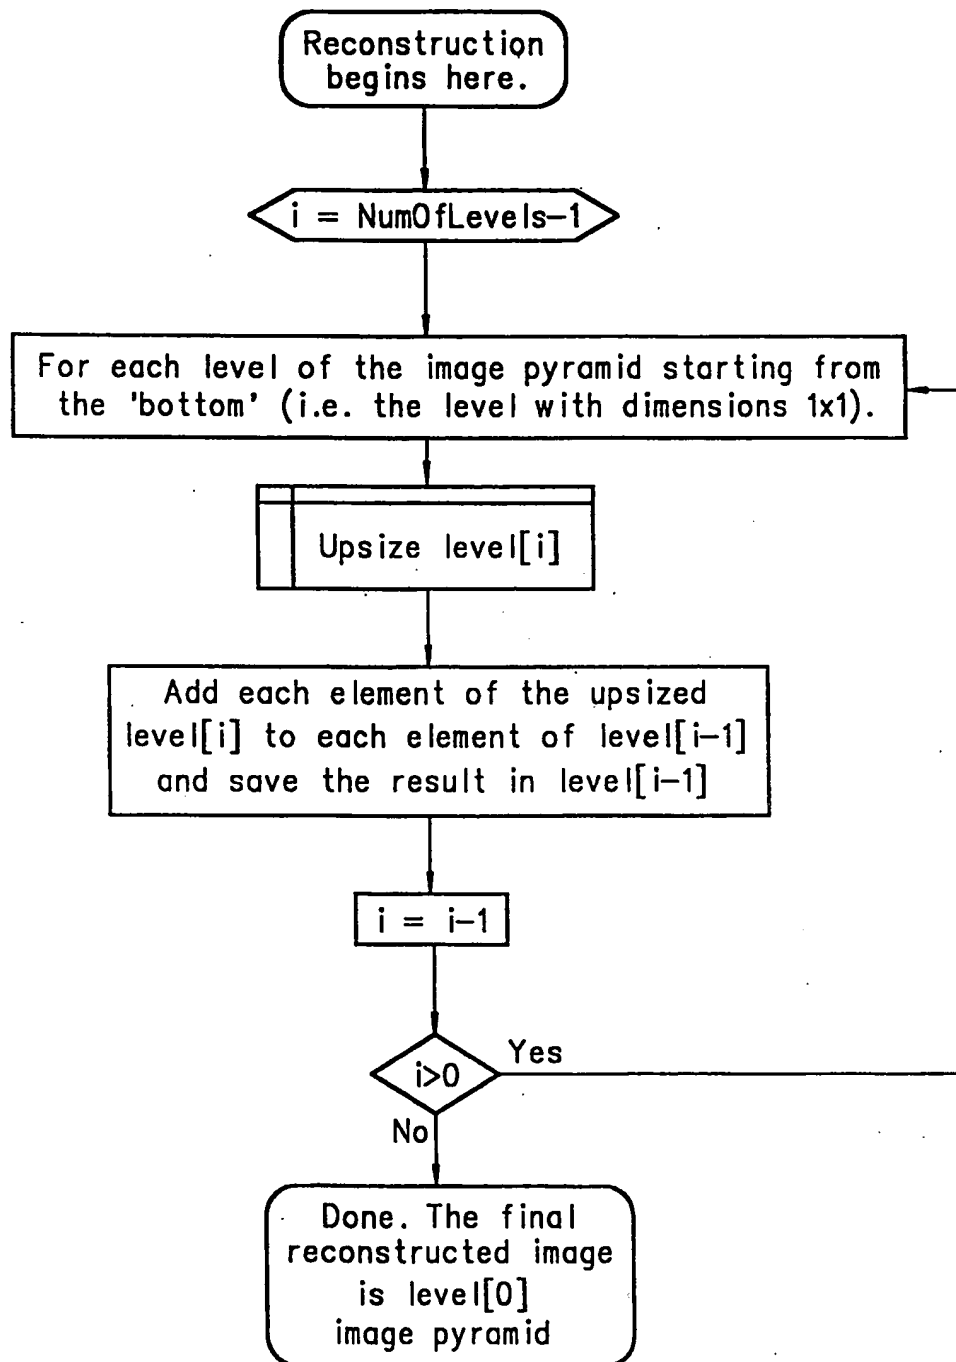 Reconstruction
begins here.
i = NumOfLevels-1
For each level of the image pyramid starting from
the 'bottom' (i.e. the level with dimensions 1x1).
Upsize level[i]
Add each element of the upsized
level[i] to each element of level[i-1]
and save the result in level[i-1]
i = i-1
i>0
Yes
No
Done. The final
reconstructed image
is level[0]
image pyramid